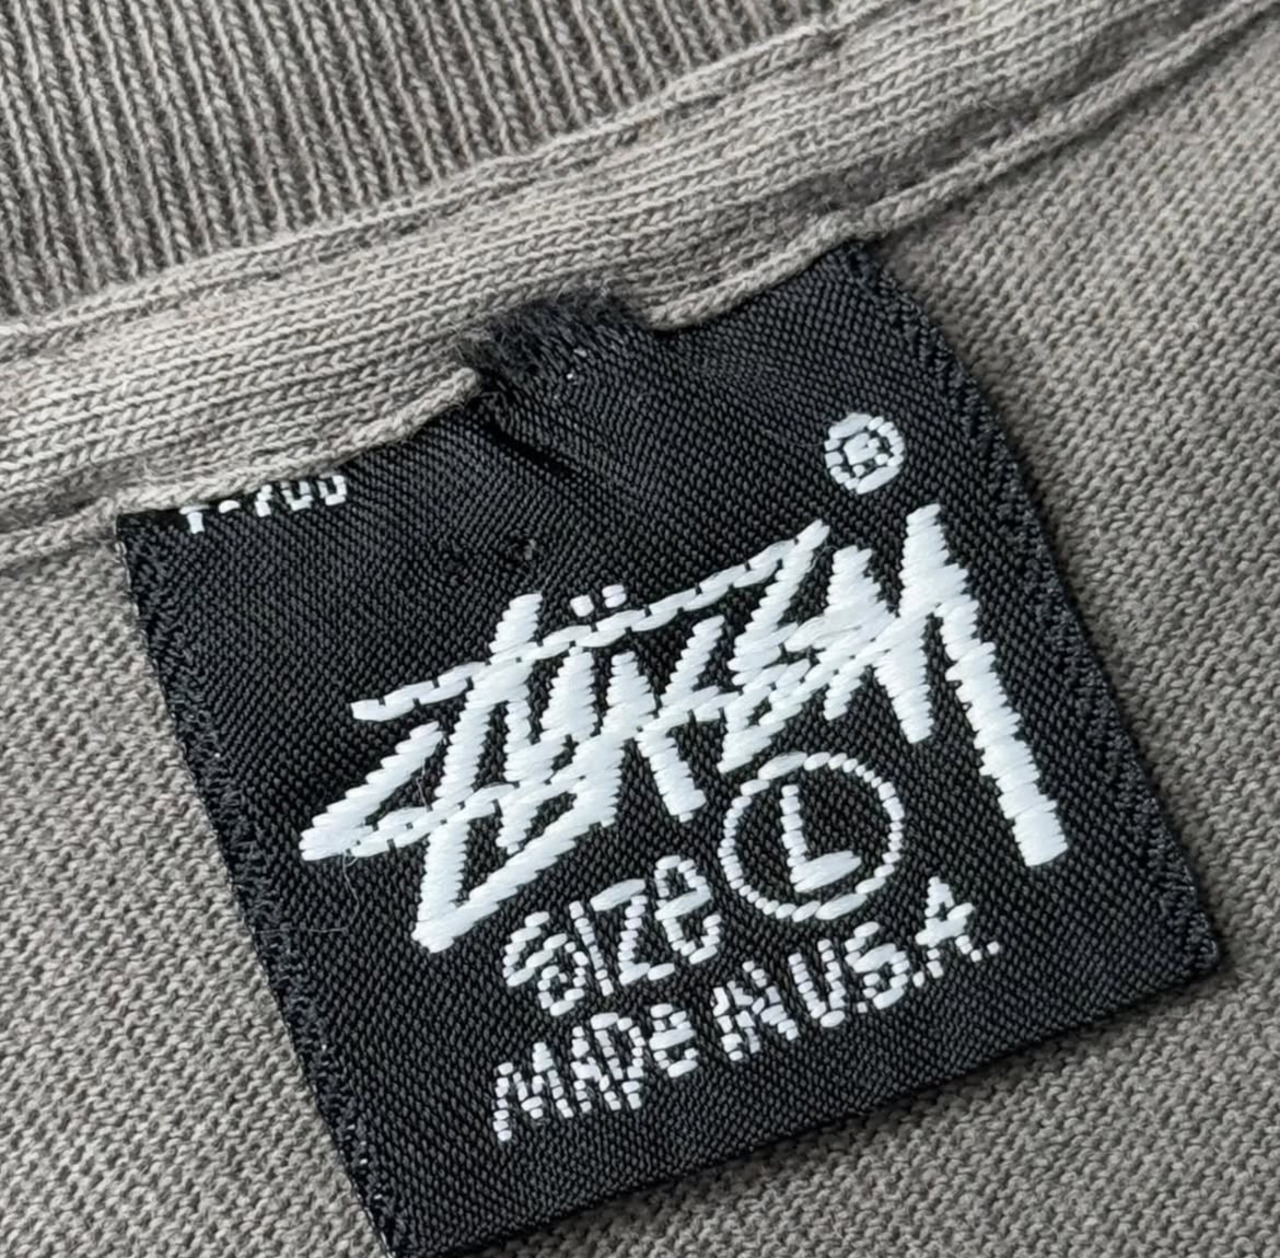 ®
Stüssy
Size L
MADe IN U.S.A.